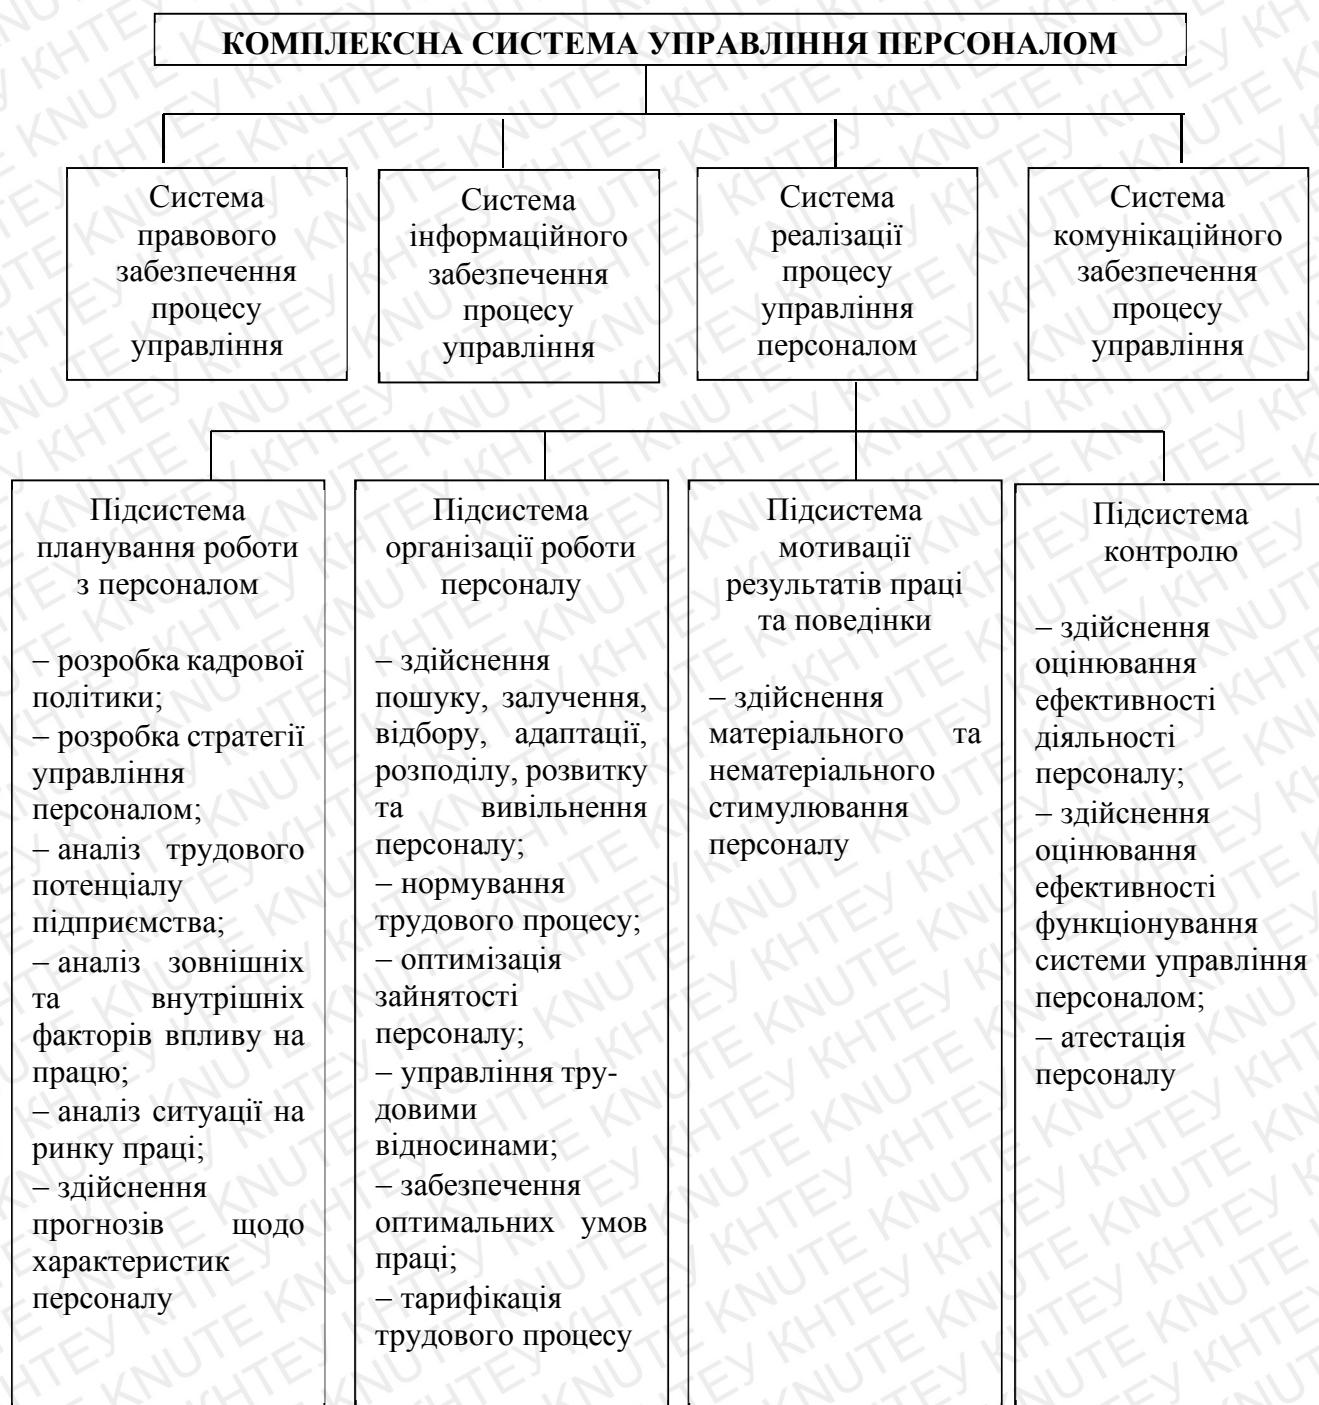 КОМПЛЕКСНА СИСТЕМА УПРАВЛІННЯ ПЕРСОНАЛОМ
Система
правового
забезпечення
процесу
управління
Система
інформаційного
забезпечення
процесу
управління
Система
реалізації
процесу
управління
персоналом
Система
комунікаційного
забезпечення
процесу
управління
Підсистема
планування роботи
з персоналом
– розробка кадрової
політики;
– розробка стратегії
управління
персоналом;
– аналіз трудового
потенціалу
підприємства;
– аналіз зовнішніх
та внутрішніх
факторів впливу на
працю;
– аналіз ситуації на
ринку праці;
– здійснення
прогнозів щодо
характеристик
персоналу
Підсистема
організації роботи
персоналу
– здійснення
пошуку, залучення,
відбору, адаптації,
розподілу, розвитку
та вивільнення
персоналу;
– нормування
трудового процесу;
– оптимізація
зайнятості
персоналу;
– управління тру-
довими
відносинами;
– забезпечення
оптимальних умов
праці;
– тарифікація
трудового процесу
Підсистема
мотивації
результатів праці
та поведінки
– здійснення
матеріального та
нематеріального
стимулювання
персоналу
Підсистема
контролю
– здійснення
оцінювання
ефективності
діяльності
персоналу;
– здійснення
оцінювання
ефективності
функціонування
системи управління
персоналом;
– атестація
персоналу